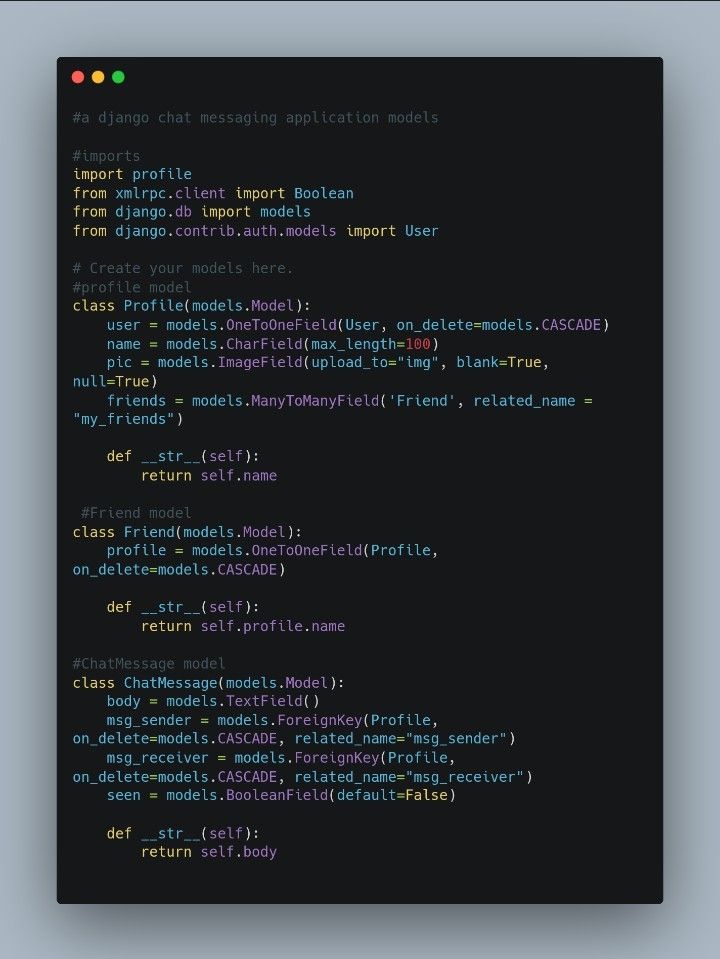 #a django chat messaging application models
#imports
import profile
from xmlrpc.client import Boolean
from django.db import models
from django.contrib.auth.models import User
# Create your models here.
#profile model
class Profile(models.Model):
    user = models.OneToOneField(User, on_delete=models.CASCADE)
    name = models.CharField(max_length=100)
    pic = models.ImageField(upload_to="img", blank=True,
null=True)
    friends = models.ManyToManyField('Friend', related_name =
"my_friends")
    def __str__(self):
        return self.name
 #Friend model
class Friend(models.Model):
    profile = models.OneToOneField(Profile,
on_delete=models.CASCADE)
    def __str__(self):
        return self.profile.name
#ChatMessage model
class ChatMessage(models.Model):
    body = models.TextField()
    msg_sender = models.ForeignKey(Profile,
on_delete=models.CASCADE, related_name="msg_sender")
    msg_receiver = models.ForeignKey(Profile,
on_delete=models.CASCADE, related_name="msg_receiver")
    seen = models.BooleanField(default=False)
    def __str__(self):
        return self.body